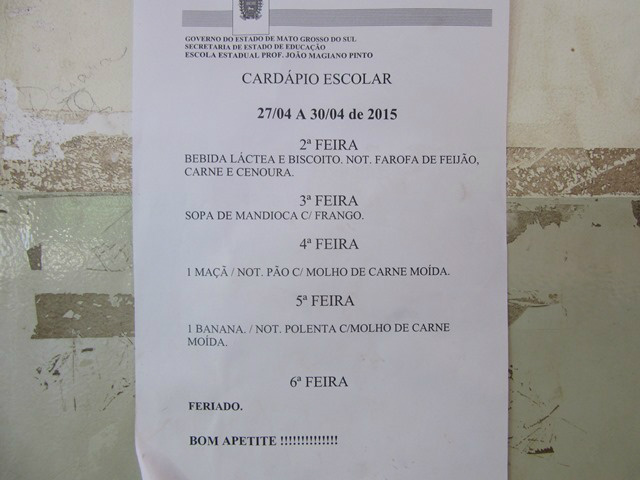 GOVERNO DO ESTADO DE MATO GROSSO DO SUL
SECRETARIA DE ESTADO DE EDUCAÇÃO
ESCOLA ESTADUAL PROF. JOÃO MAGIANO PINTO
CARDÁPIO ESCOLAR
27/04 A 30/04 de 2015
2ª FEIRA
BEBIDA LÁCTEA E BISCOITO. NOT. FAROFA DE FEIJÃO,
CARNE E CENOURA.
3ª FEIRA
SOPA DE MANDIOCA C/ FRANGO.
4ª FEIRA
1 MAÇÃ / NOT. PÃO C/ MOLHO DE CARNE MOÍDA.
5ª FEIRA
1 BANANA. / NOT. POLENTA C/MOLHO DE CARNE
MOÍDA.
6ª FEIRA
FERIADO.
BOM APETITE !!!!!!!!!!!!!!